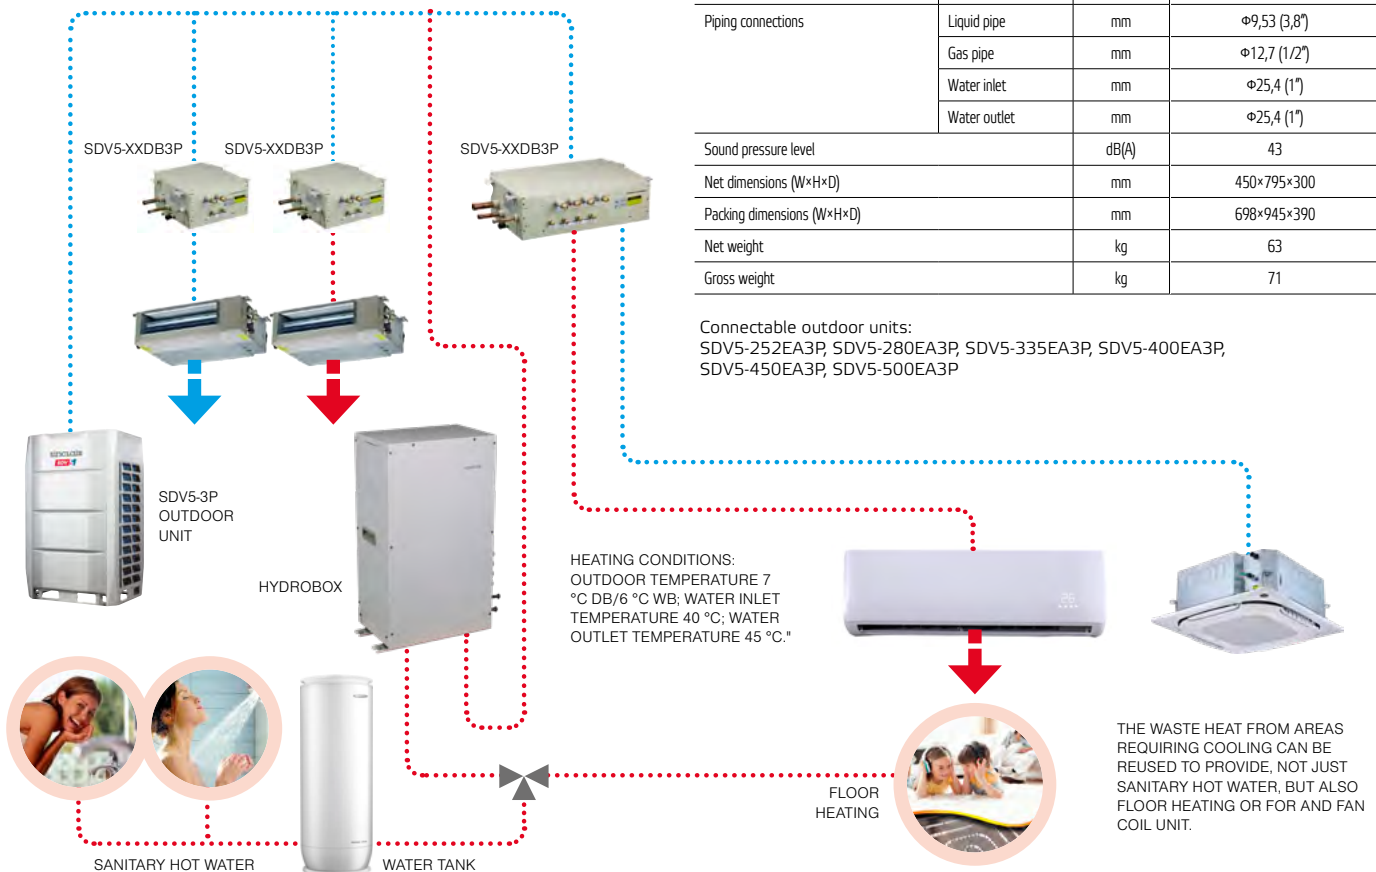 Piping connections Liquid pipe mm Φ9,53 (3,8")
Gas pipe mm Φ12,7 (1/2")
Water inlet mm Φ25,4 (1")
Water outlet mm Φ25,4 (1")
Sound pressure level dB(A) 43
Net dimensions (W×H×D) mm 450×795×300
Packing dimensions (W×H×D) mm 698×945×390
Net weight kg 63
Gross weight kg 71
Connectable outdoor units:
SDV5-252EA3P, SDV5-280EA3P, SDV5-335EA3P, SDV5-400EA3P,
SDV5-450EA3P, SDV5-500EA3P
SDV5-XXDB3P
SDV5-XXDB3P
SDV5-XXDB3P
sinclair
SDV5-3P
OUTDOOR
UNIT
HYDROBOX
HEATING CONDITIONS:
OUTDOOR TEMPERATURE 7
°C DB/6 °C WB; WATER INLET
TEMPERATURE 40 °C; WATER
OUTLET TEMPERATURE 45 °C."
26
THE WASTE HEAT FROM AREAS
REQUIRING COOLING CAN BE
REUSED TO PROVIDE, NOT JUST
SANITARY HOT WATER, BUT ALSO
FLOOR HEATING OR FOR AND FAN
COIL UNIT.
FLOOR
HEATING
SANITARY HOT WATER
WATER TANK